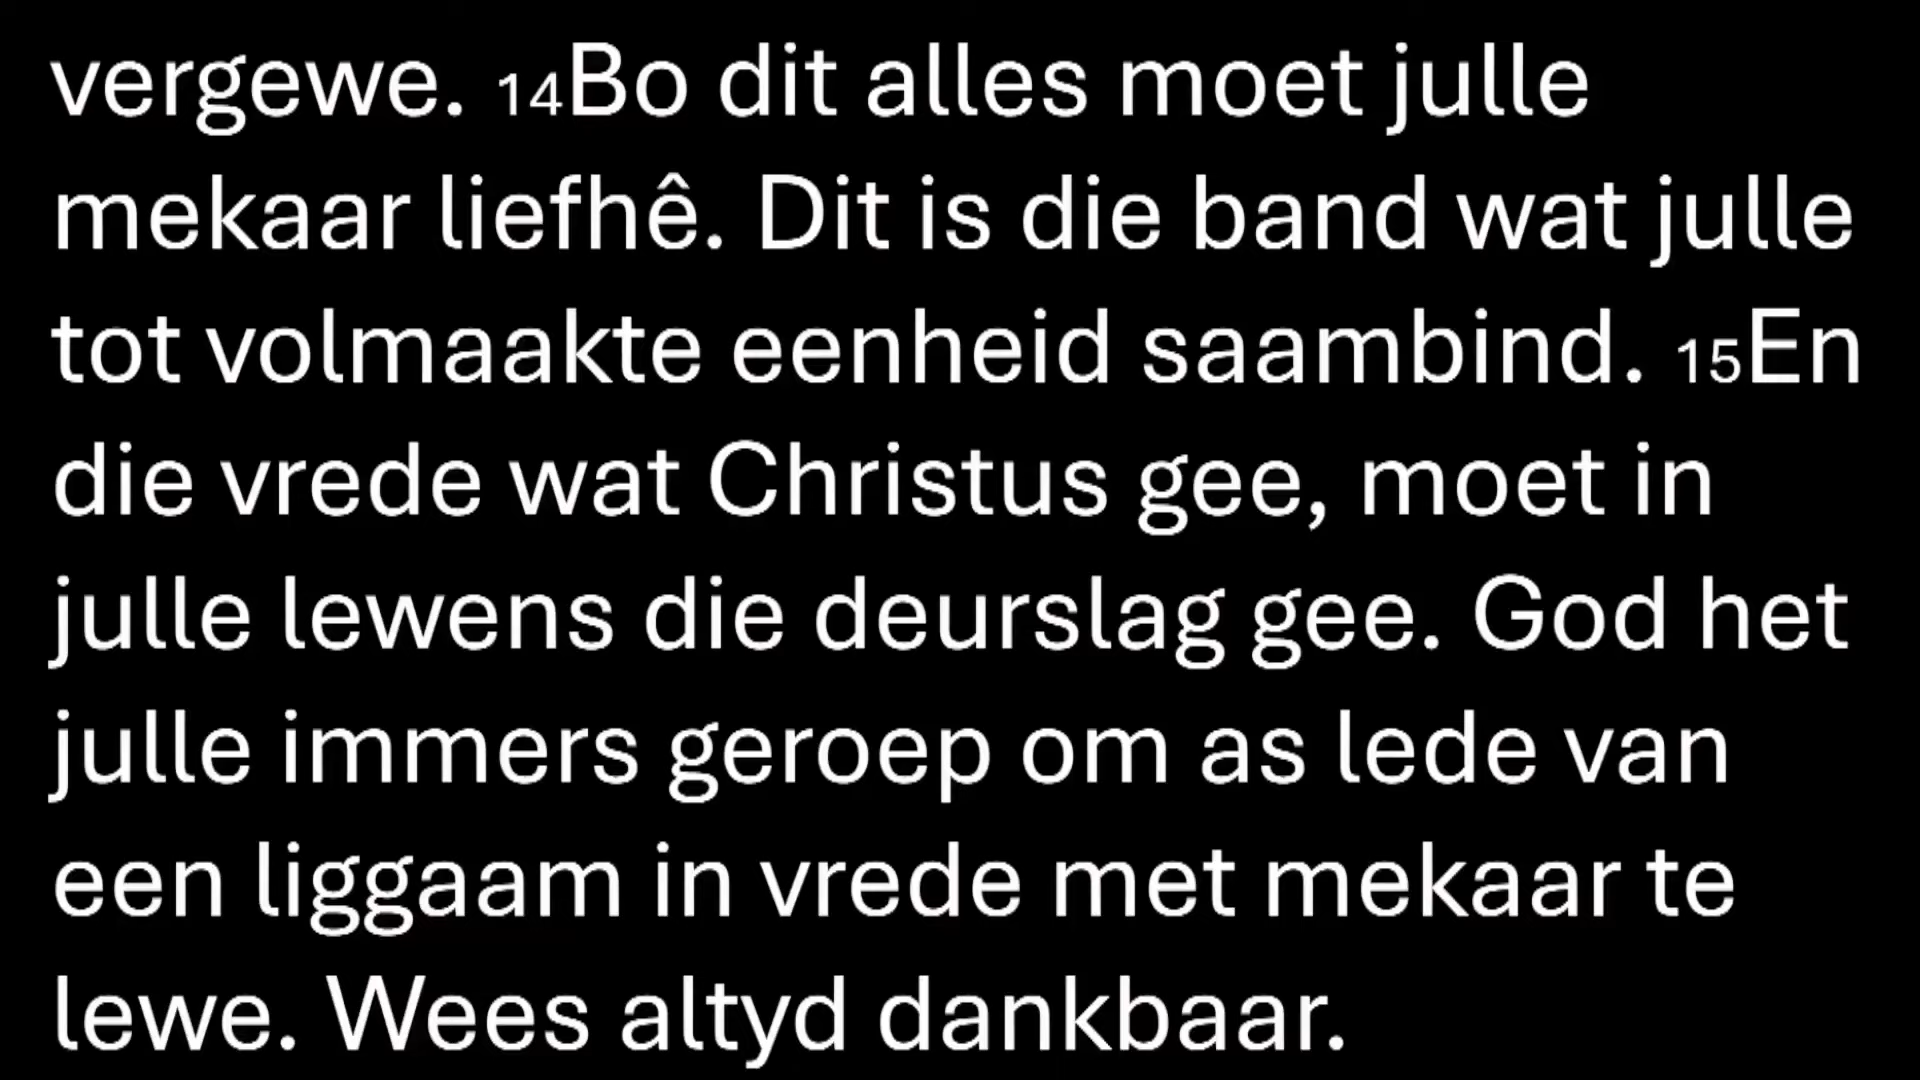 vergewe. 14Bo dit alles moet julle
mekaar liefhê. Dit is die band wat julle
tot volmaakte eenheid saambind. 15En
die vrede wat Christus gee, moet in
julle lewens die deurslag gee. God het
julle immers geroep om as lede van
een liggaam in vrede met mekaar te
lewe. Wees altyd dankbaar.